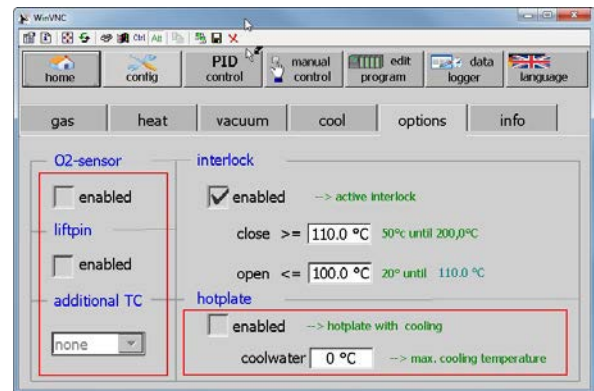 WinVNC
Ctrl Alt
home config PID control manual control edit program data logger language
gas heat vacuum cool options info
O2-sensor
enabled
liftpin
enabled
additional TC
none
interlock
enabled --> active interlock
close >= 110.0 °C 50°c until 200,0°C
open <= 100.0 °C 20° until 110.0 °C
hotplate
enabled --> hotplate with cooling
coolwater 0 °C --> max. cooling temperature